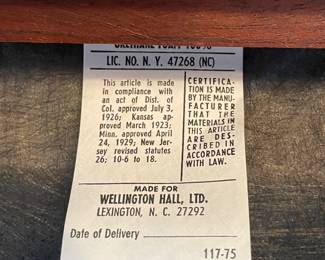 URETHANE FOAM 100%
LIC. NO. N. Y. 47268 (NC)
This article is made
in compliance with
an act of Dist. of
Col. approved July 3,
1926; Kansas ap-
proved March 1923;
Minn. approved April
24, 1929; New Jer-
sey revised statutes
26; 10-6 to 18.
CERTIFICA-
TION IS MADE
BY THE MANU-
FACTURER
THAT THE
MATERIALS IN
THIS ARTICLE
ARE DES-
CRIBED IN
ACCORDANCE
WITH LAW.
MADE FOR
WELLINGTON HALL, LTD.
LEXINGTON, N. C. 27292
Date of Delivery
117-75